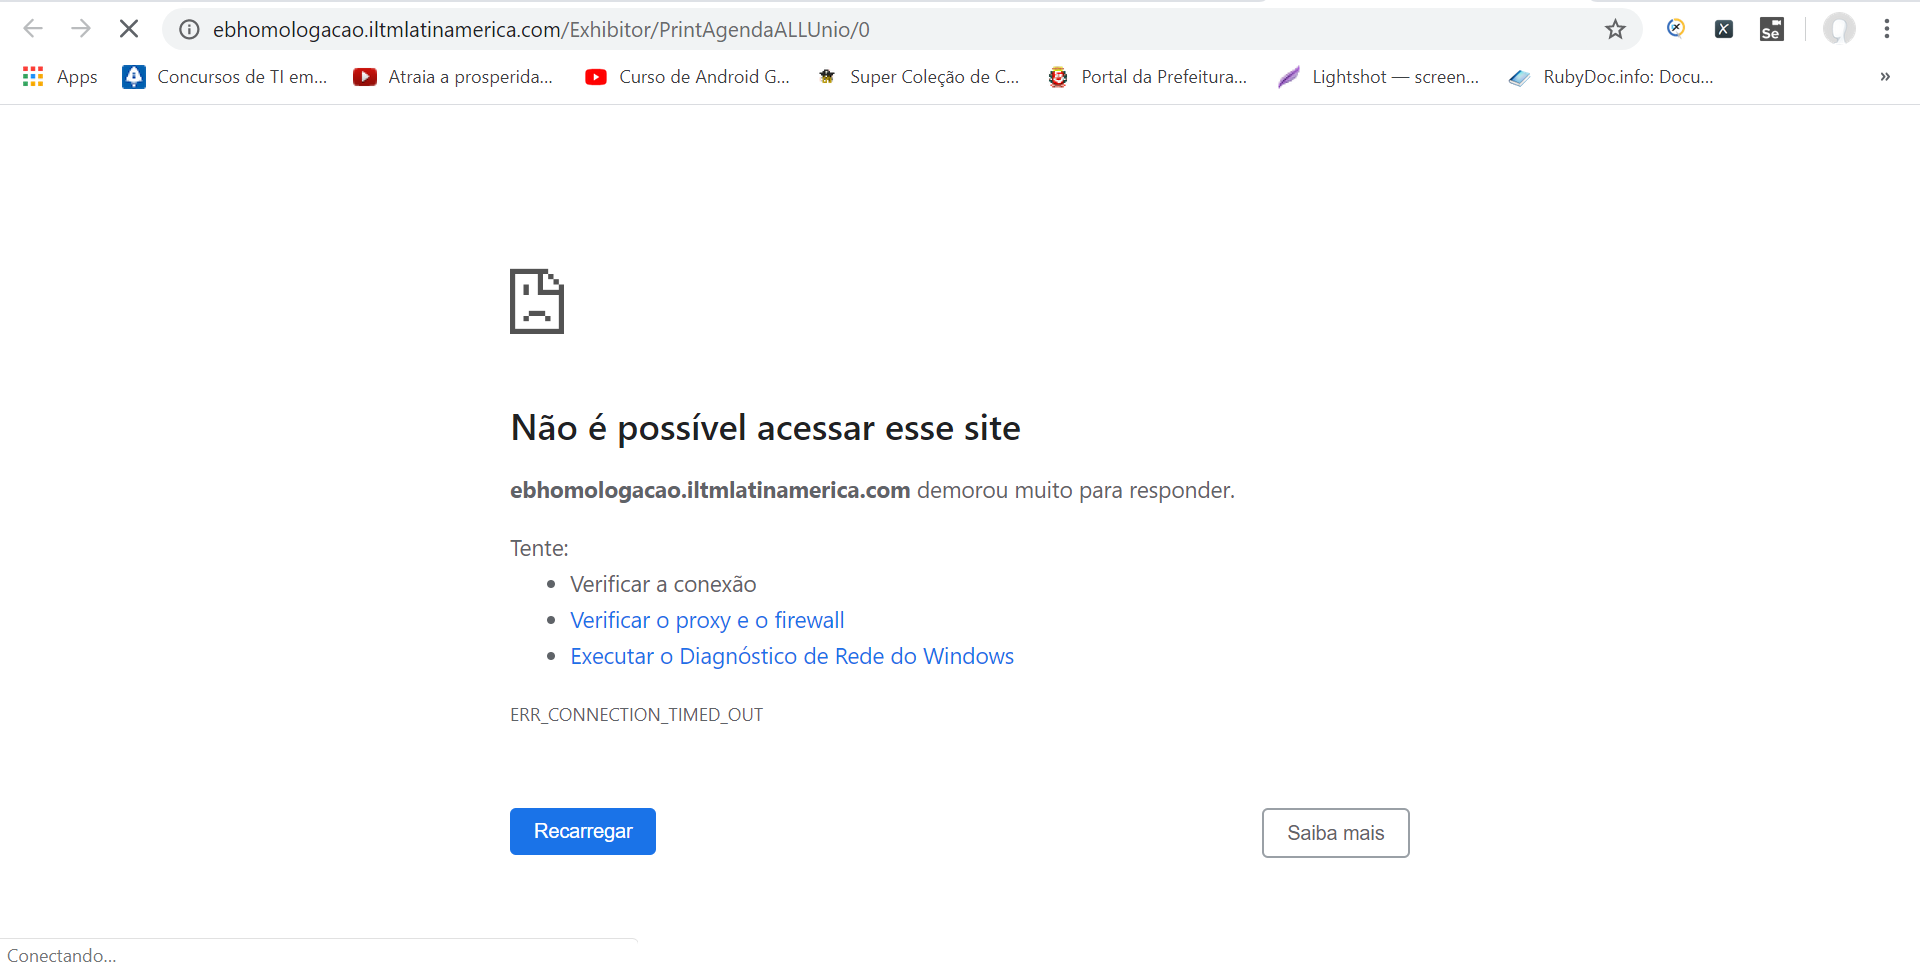 ebhomologacao.iltmlatinamerica.com/Exhibitor/PrintAgendaALLUnio/0
Se
Apps Concursos de TI em... Atraia a prosperida... Curso de Android G... Super Coleção de C... Portal da Prefeitura... Lightshot — screen... RubyDoc.info: Docu... »
Não é possível acessar esse site
ebhomologacao.iltmlatinamerica.com demorou muito para responder.
Tente:
• Verificar a conexão
• Verificar o proxy e o firewall
• Executar o Diagnóstico de Rede do Windows
ERR_CONNECTION_TIMED_OUT
Recarregar Saiba mais
Conectando...